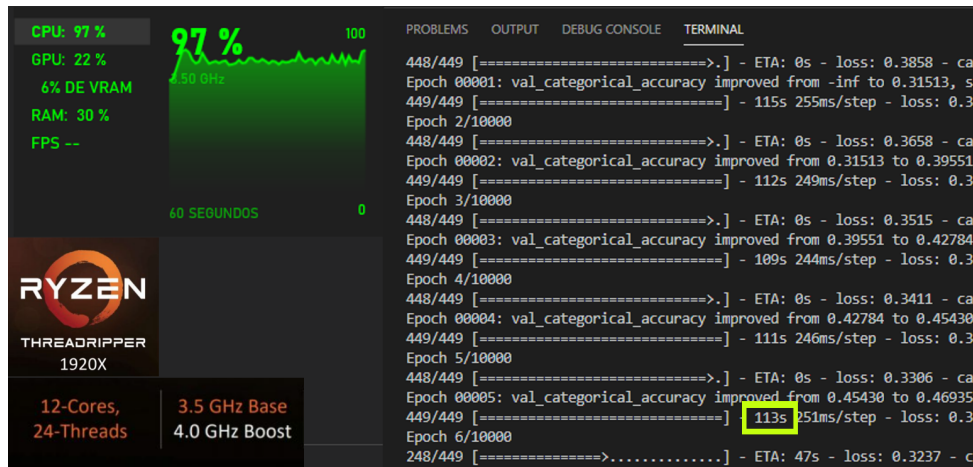 CPU: 97 %
GPU: 22 %
6% DE VRAM
RAM: 30 %
FPS --
97 %
100
3.50 GHz
60 SEGUNDOS
0
RYZEN
THREADRIPPER
1920X
12-Cores,
24-Threads
3.5 GHz Base
4.0 GHz Boost
PROBLEMS OUTPUT DEBUG CONSOLE TERMINAL
448/449 [============================>.] - ETA: 0s - loss: 0.3858 - ca
Epoch 00001: val_categorical_accuracy improved from -inf to 0.31513, s
449/449 [==============================] - 115s 255ms/step - loss: 0.3
Epoch 2/10000
448/449 [============================>.] - ETA: 0s - loss: 0.3658 - ca
Epoch 00002: val_categorical_accuracy improved from 0.31513 to 0.39551
449/449 [==============================] - 112s 249ms/step - loss: 0.3
Epoch 3/10000
448/449 [============================>.] - ETA: 0s - loss: 0.3515 - ca
Epoch 00003: val_categorical_accuracy improved from 0.39551 to 0.42784
449/449 [==============================] - 109s 244ms/step - loss: 0.3
Epoch 4/10000
448/449 [============================>.] - ETA: 0s - loss: 0.3411 - ca
Epoch 00004: val_categorical_accuracy improved from 0.42784 to 0.45430
449/449 [==============================] - 111s 246ms/step - loss: 0.3
Epoch 5/10000
448/449 [============================>.] - ETA: 0s - loss: 0.3306 - ca
Epoch 00005: val_categorical_accuracy improved from 0.45430 to 0.46935
449/449 [==============================] - 113s 251ms/step - loss: 0.3
Epoch 6/10000
248/449 [===============>..............] - ETA: 47s - loss: 0.3237 - c